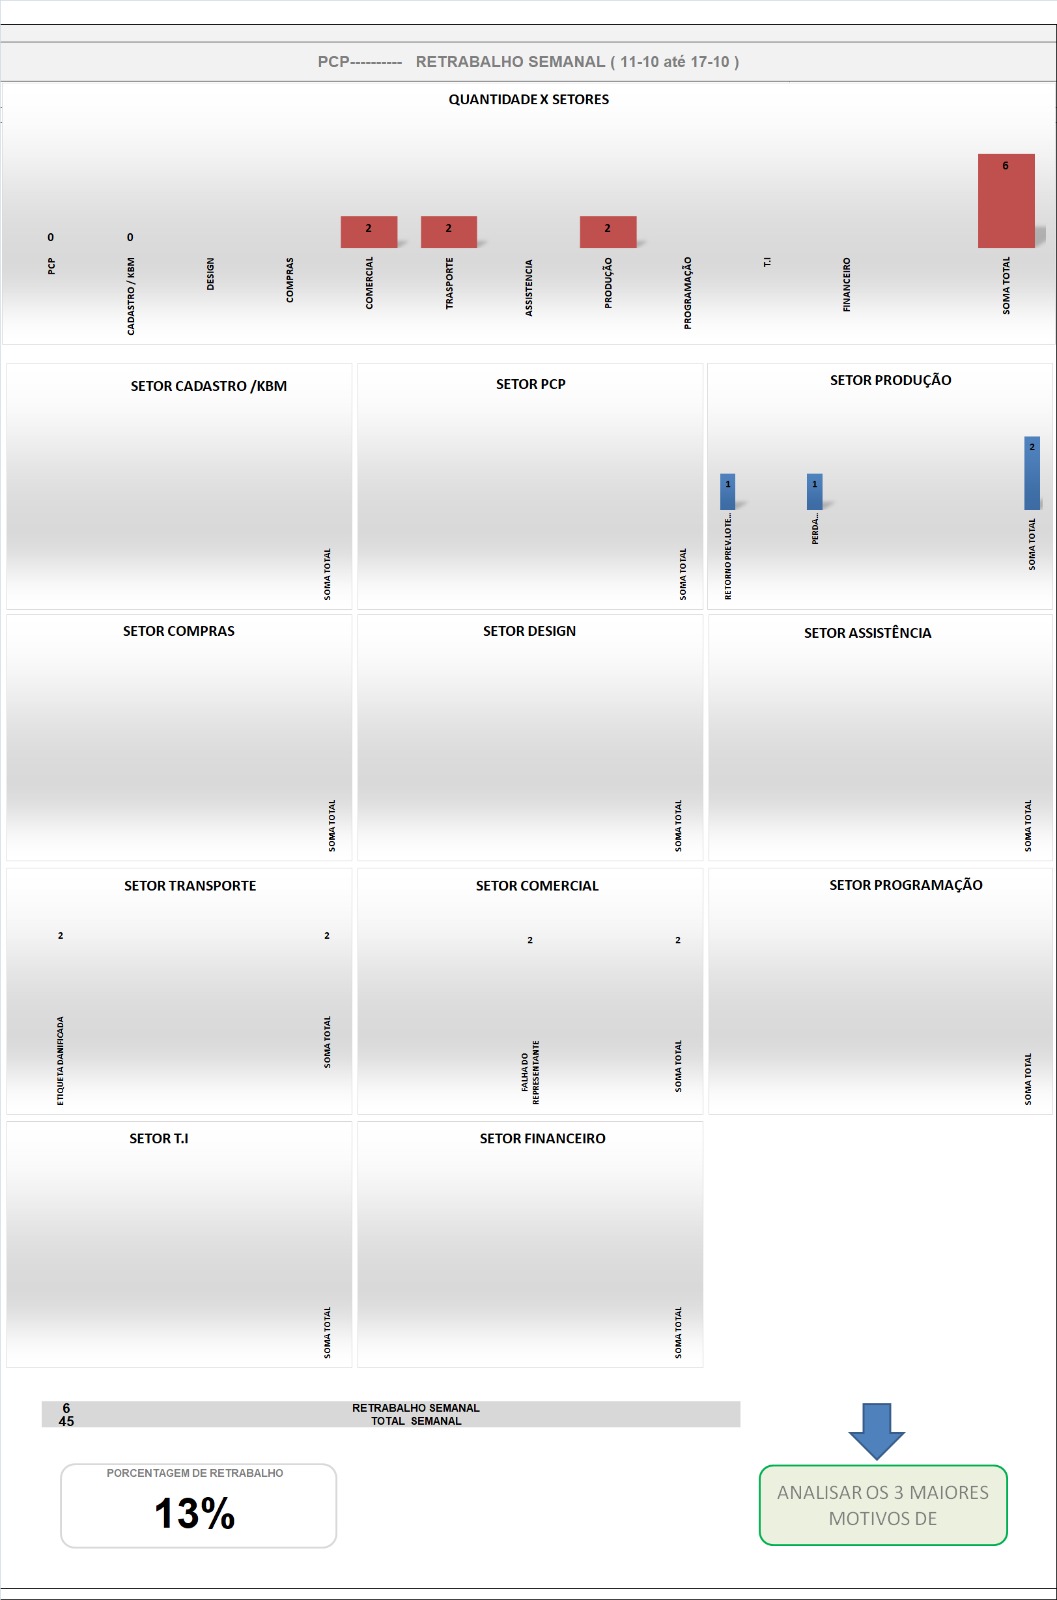 PCP---------- RETRABALHO SEMANAL ( 11-10 até 17-10 )
QUANTIDADE X SETORES
0
0
2
2
2
6
PCP
CADASTRO / KBM
DESIGN
COMPRAS
COMERCIAL
TRASPORTE
ASSISTENCIA
PRODUÇÃO
PROGRAMAÇÃO
T.I
FINANCEIRO
SOMA TOTAL
SETOR CADASTRO /KBM
SOMA TOTAL
SETOR PCP
SOMA TOTAL
SETOR PRODUÇÃO
1
1
2
RETORNO PREV.LOTE...
PERDA...
SOMA TOTAL
SETOR COMPRAS
SOMA TOTAL
SETOR DESIGN
SOMA TOTAL
SETOR ASSISTÊNCIA
SOMA TOTAL
SETOR TRANSPORTE
2
2
ETIQUETA DANIFICADA
SOMA TOTAL
SETOR COMERCIAL
2
2
FALHA DO
REPRESENTANTE
SOMA TOTAL
SETOR PROGRAMAÇÃO
SOMA TOTAL
SETOR T.I
SOMA TOTAL
SETOR FINANCEIRO
SOMA TOTAL
6 RETRABALHO SEMANAL
45 TOTAL SEMANAL
PORCENTAGEM DE RETRABALHO
13%
ANALISAR OS 3 MAIORES
MOTIVOS DE